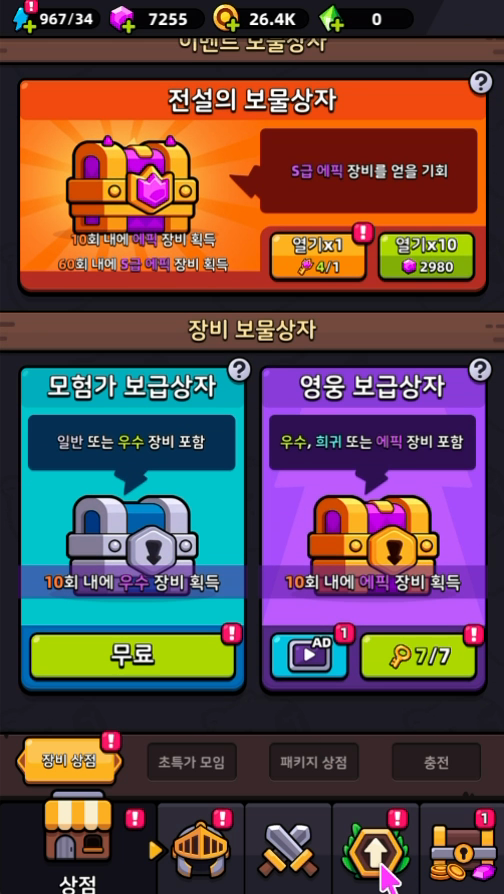 967/34
7255
26.4K
0
이벤트 보물상자
전설의 보물상자
?
S급 에픽 장비를 얻을 기회
10회 내에 에픽 장비 획득
60회 내에 S급 에픽 장비 획득
열기x1
4/1
열기x10
2980
장비 보물상자
모험가 보급상자
?
일반 또는 우수 장비 포함
10회 내에 우수 장비 획득
무료
영웅 보급상자
?
우수, 희귀 또는 에픽 장비 포함
10회 내에 에픽 장비 획득
AD
1
7/7
장비 상점
초특가 모임
패키지 상점
충전
상점
1